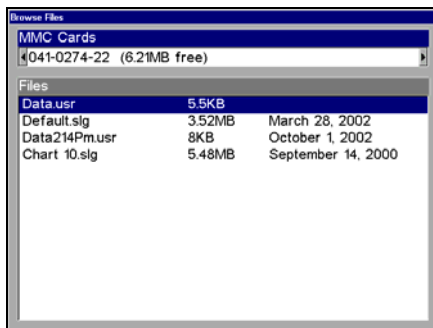 Browse Files
MMC Cards
041-0274-22 (6.21MB free)
Files
Data.usr 5.5KB
Default.slg 3.52MB March 28, 2002
Data214Pm.usr 8KB October 1, 2002
Chart 10.slg 5.48MB September 14, 2000